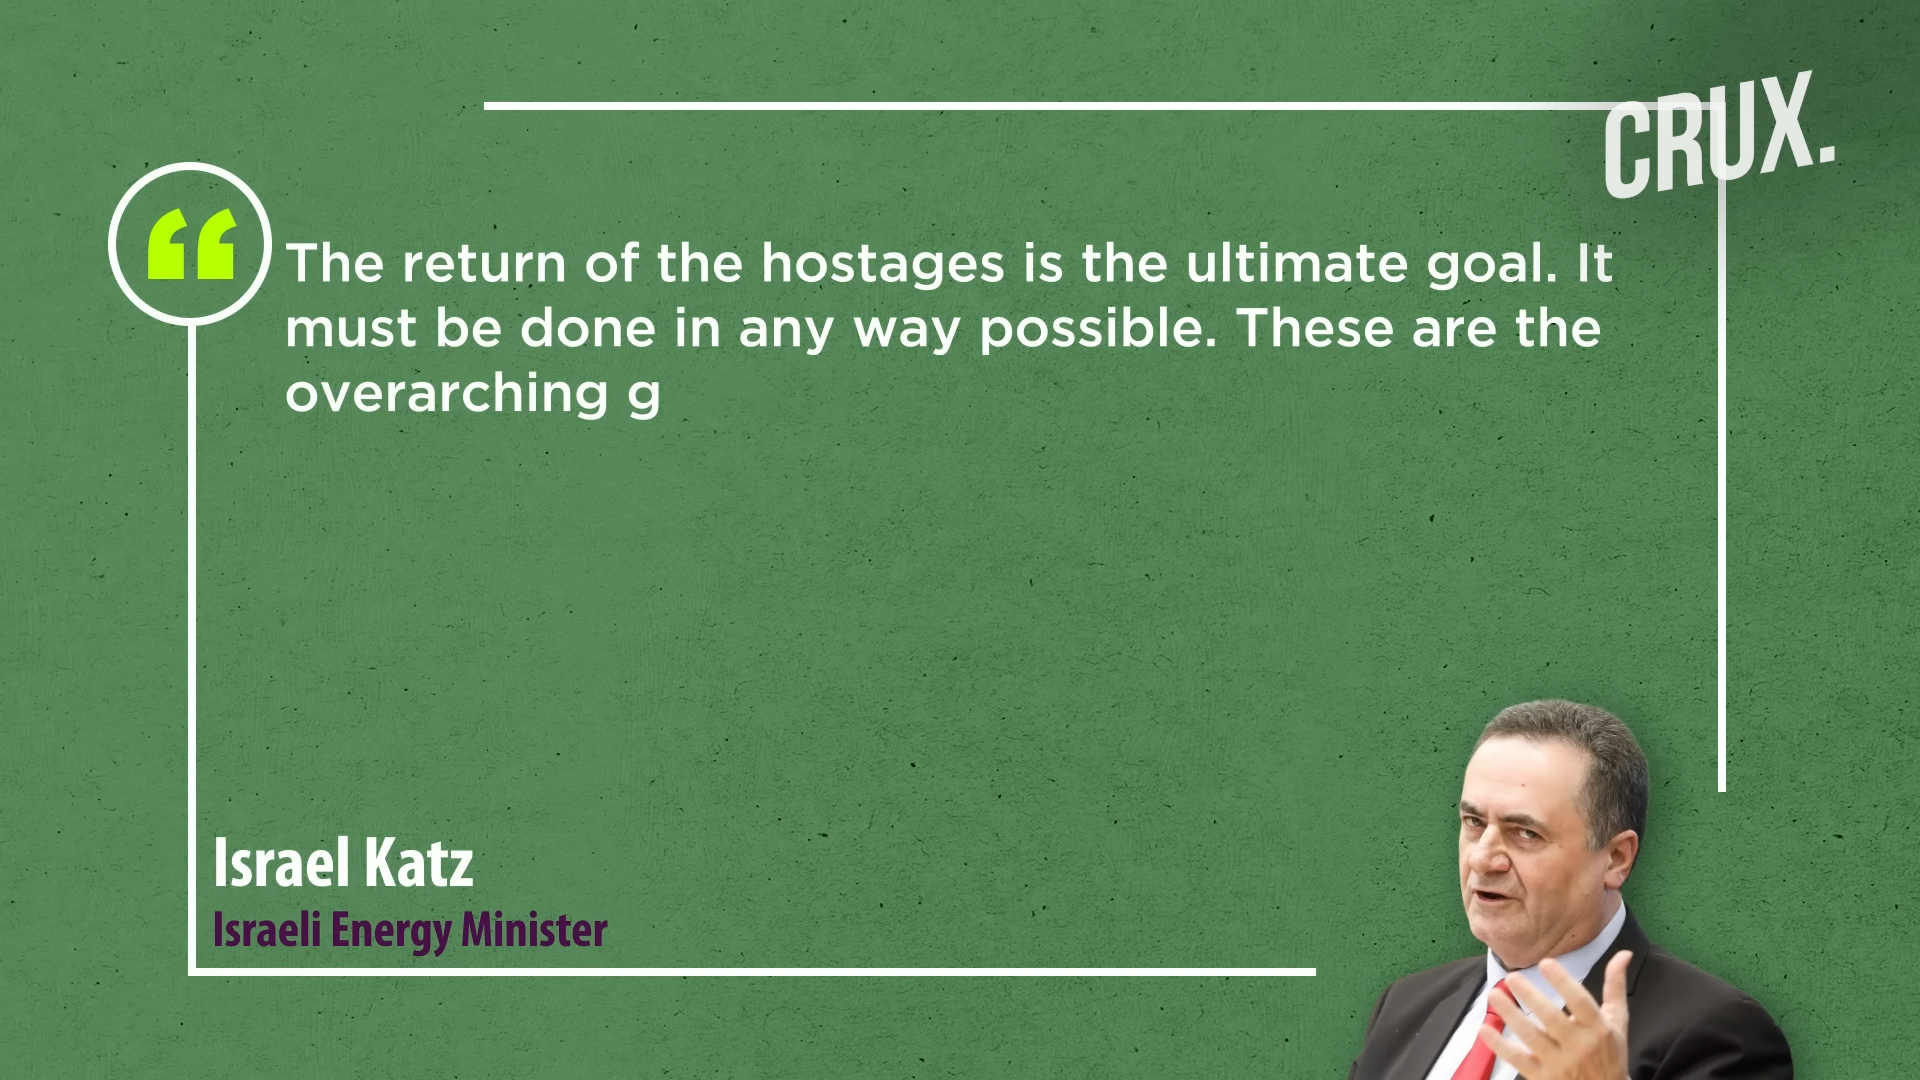 CRUX.
“
The return of the hostages is the ultimate goal. It
must be done in any way possible. These are the
overarching g
Israel Katz
Israeli Energy Minister